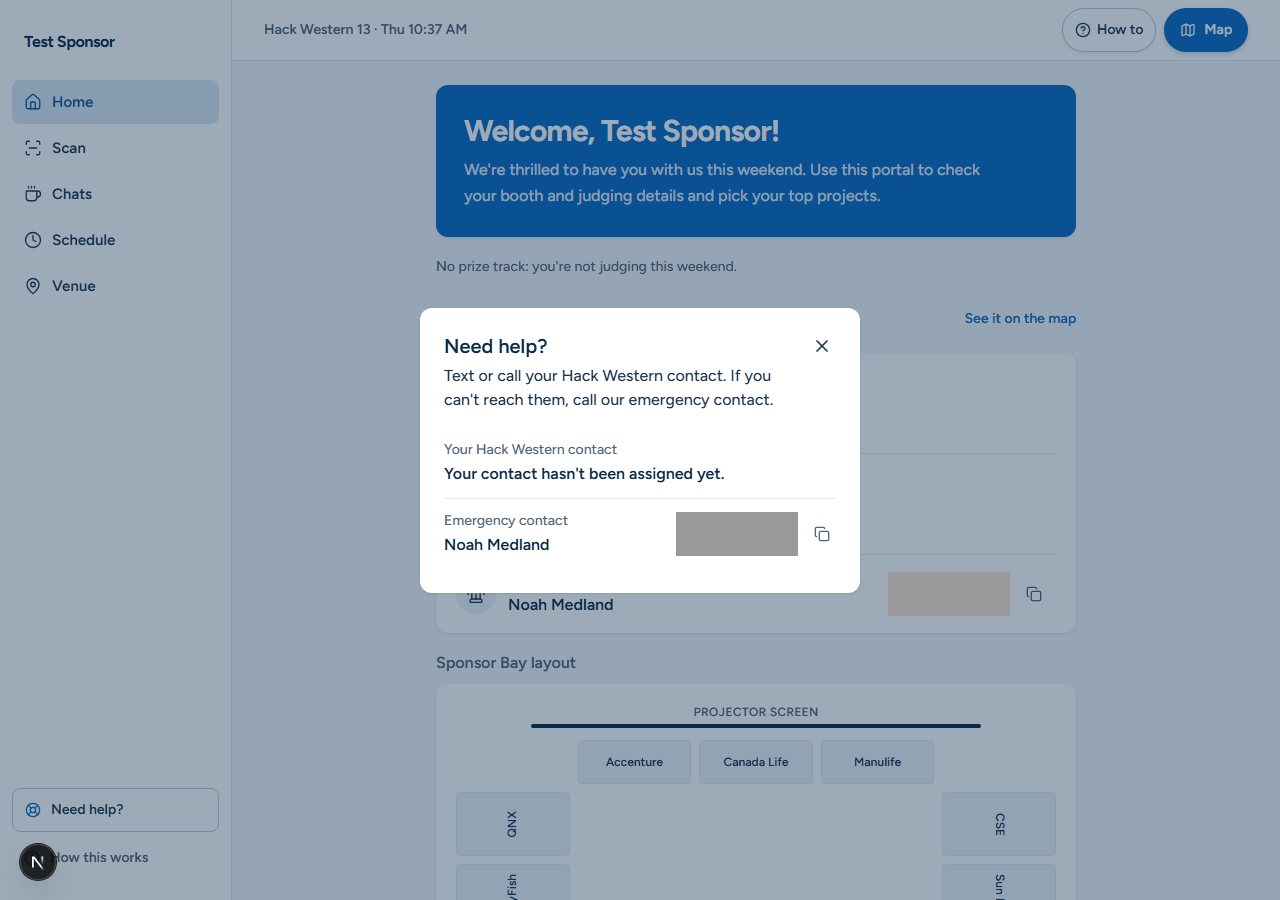 Test Sponsor
Hack Western 13 · Thu 10:37 AM
How to
Map
Home
Scan
Chats
Schedule
Venue
Welcome, Test Sponsor!
We're thrilled to have you with us this weekend. Use this portal to check
your booth and judging details and pick your top projects.
No prize track: you're not judging this weekend.
See it on the map
Need help?
Text or call your Hack Western contact. If you
can't reach them, call our emergency contact.
Your Hack Western contact
Your contact hasn't been assigned yet.
Emergency contact
Noah Medland
Noah Medland
Sponsor Bay layout
PROJECTOR SCREEN
Accenture
Canada Life
Manulife
QNX
CSE
Need help?
How this works
N